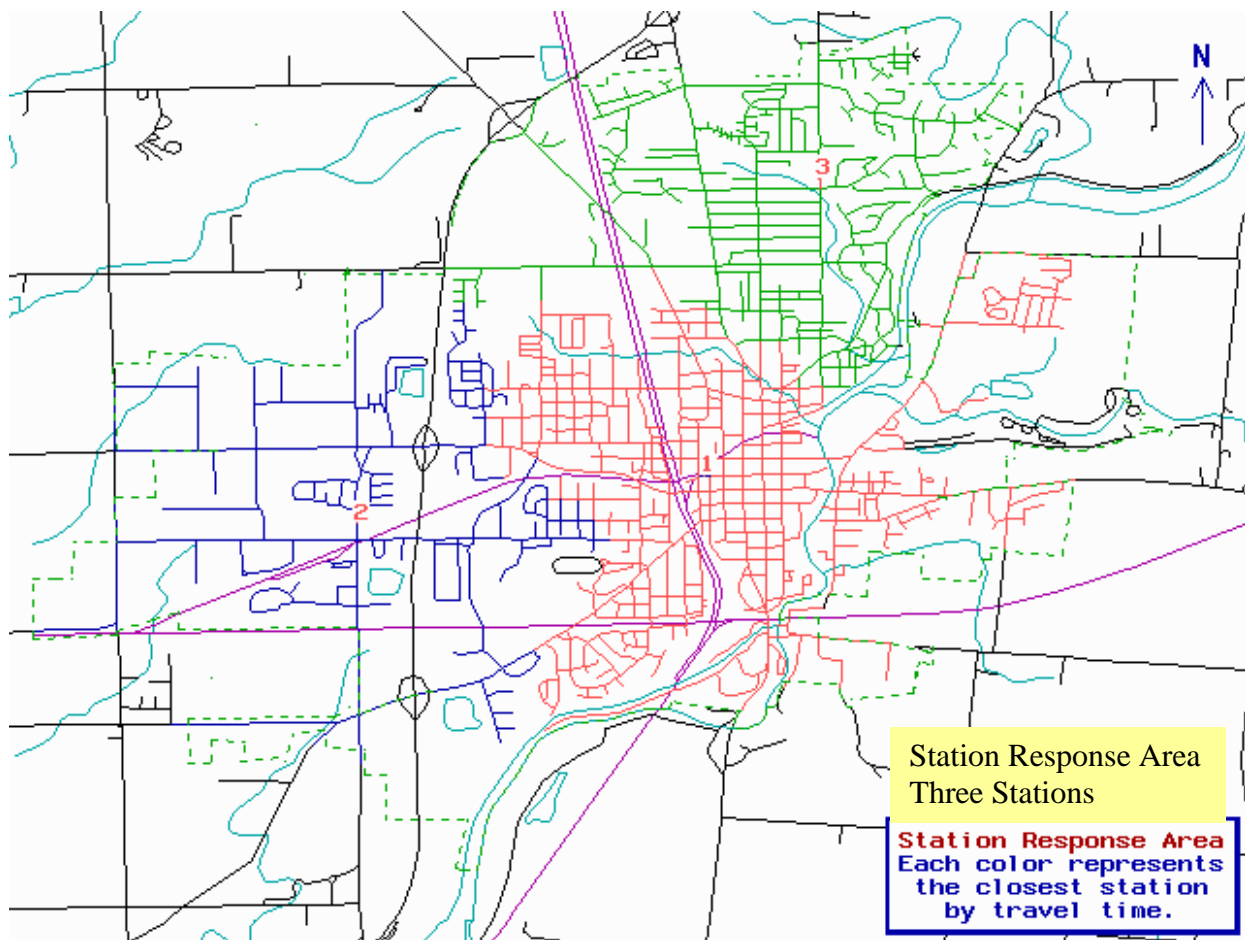 N
3
1
2
Station Response Area
Three Stations
Station Response Area
Each color represents
the closest station
by travel time.